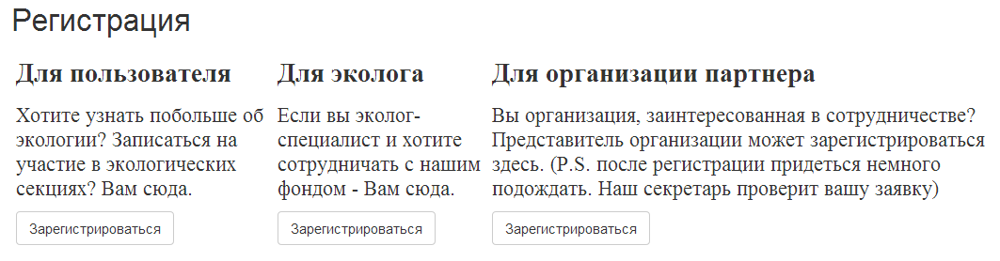 Регистрация
Для пользователя
Хотите узнать побольше об
экологии? Записаться на
участие в экологических
секциях? Вам сюда.
Зарегистрироваться
Для эколога
Если вы эколог-
специалист и хотите
сотрудничать с нашим
фондом - Вам сюда.
Зарегистрироваться
Для организации партнера
Вы организация, заинтересованная в сотрудничестве?
Представитель организации может зарегистрироваться
здесь. (P.S. после регистрации придеться немного
подождать. Наш секретарь проверит вашу заявку)
Зарегистрироваться